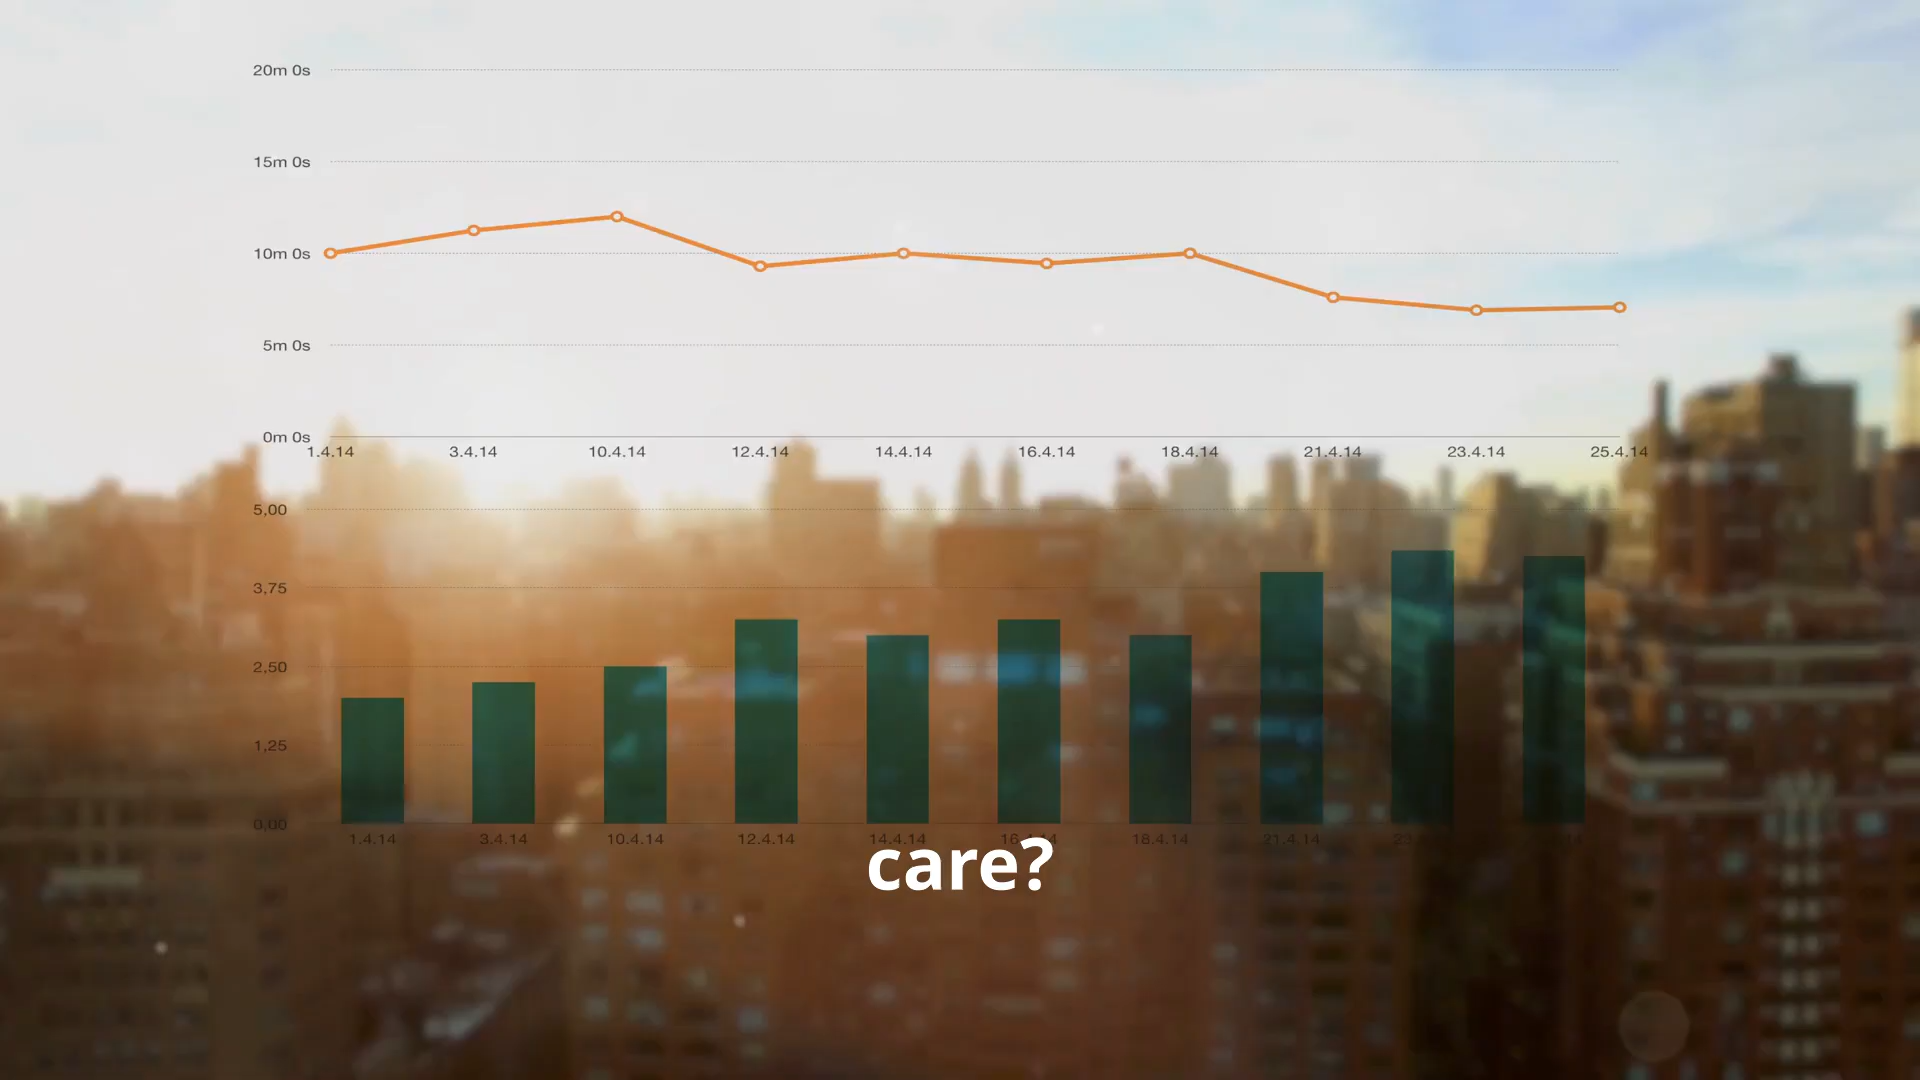 20m 0s
15m 0s
10m 0s
5m 0s
0m 0s
1.4.14 3.4.14 10.4.14 12.4.14 14.4.14 16.4.14 18.4.14 21.4.14 23.4.14 25.4.14
5,00
3,75
2,50
1,25
0,00
1.4.14 3.4.14 10.4.14 12.4.14 14.4.14 18.4.14 21.4.14
care?